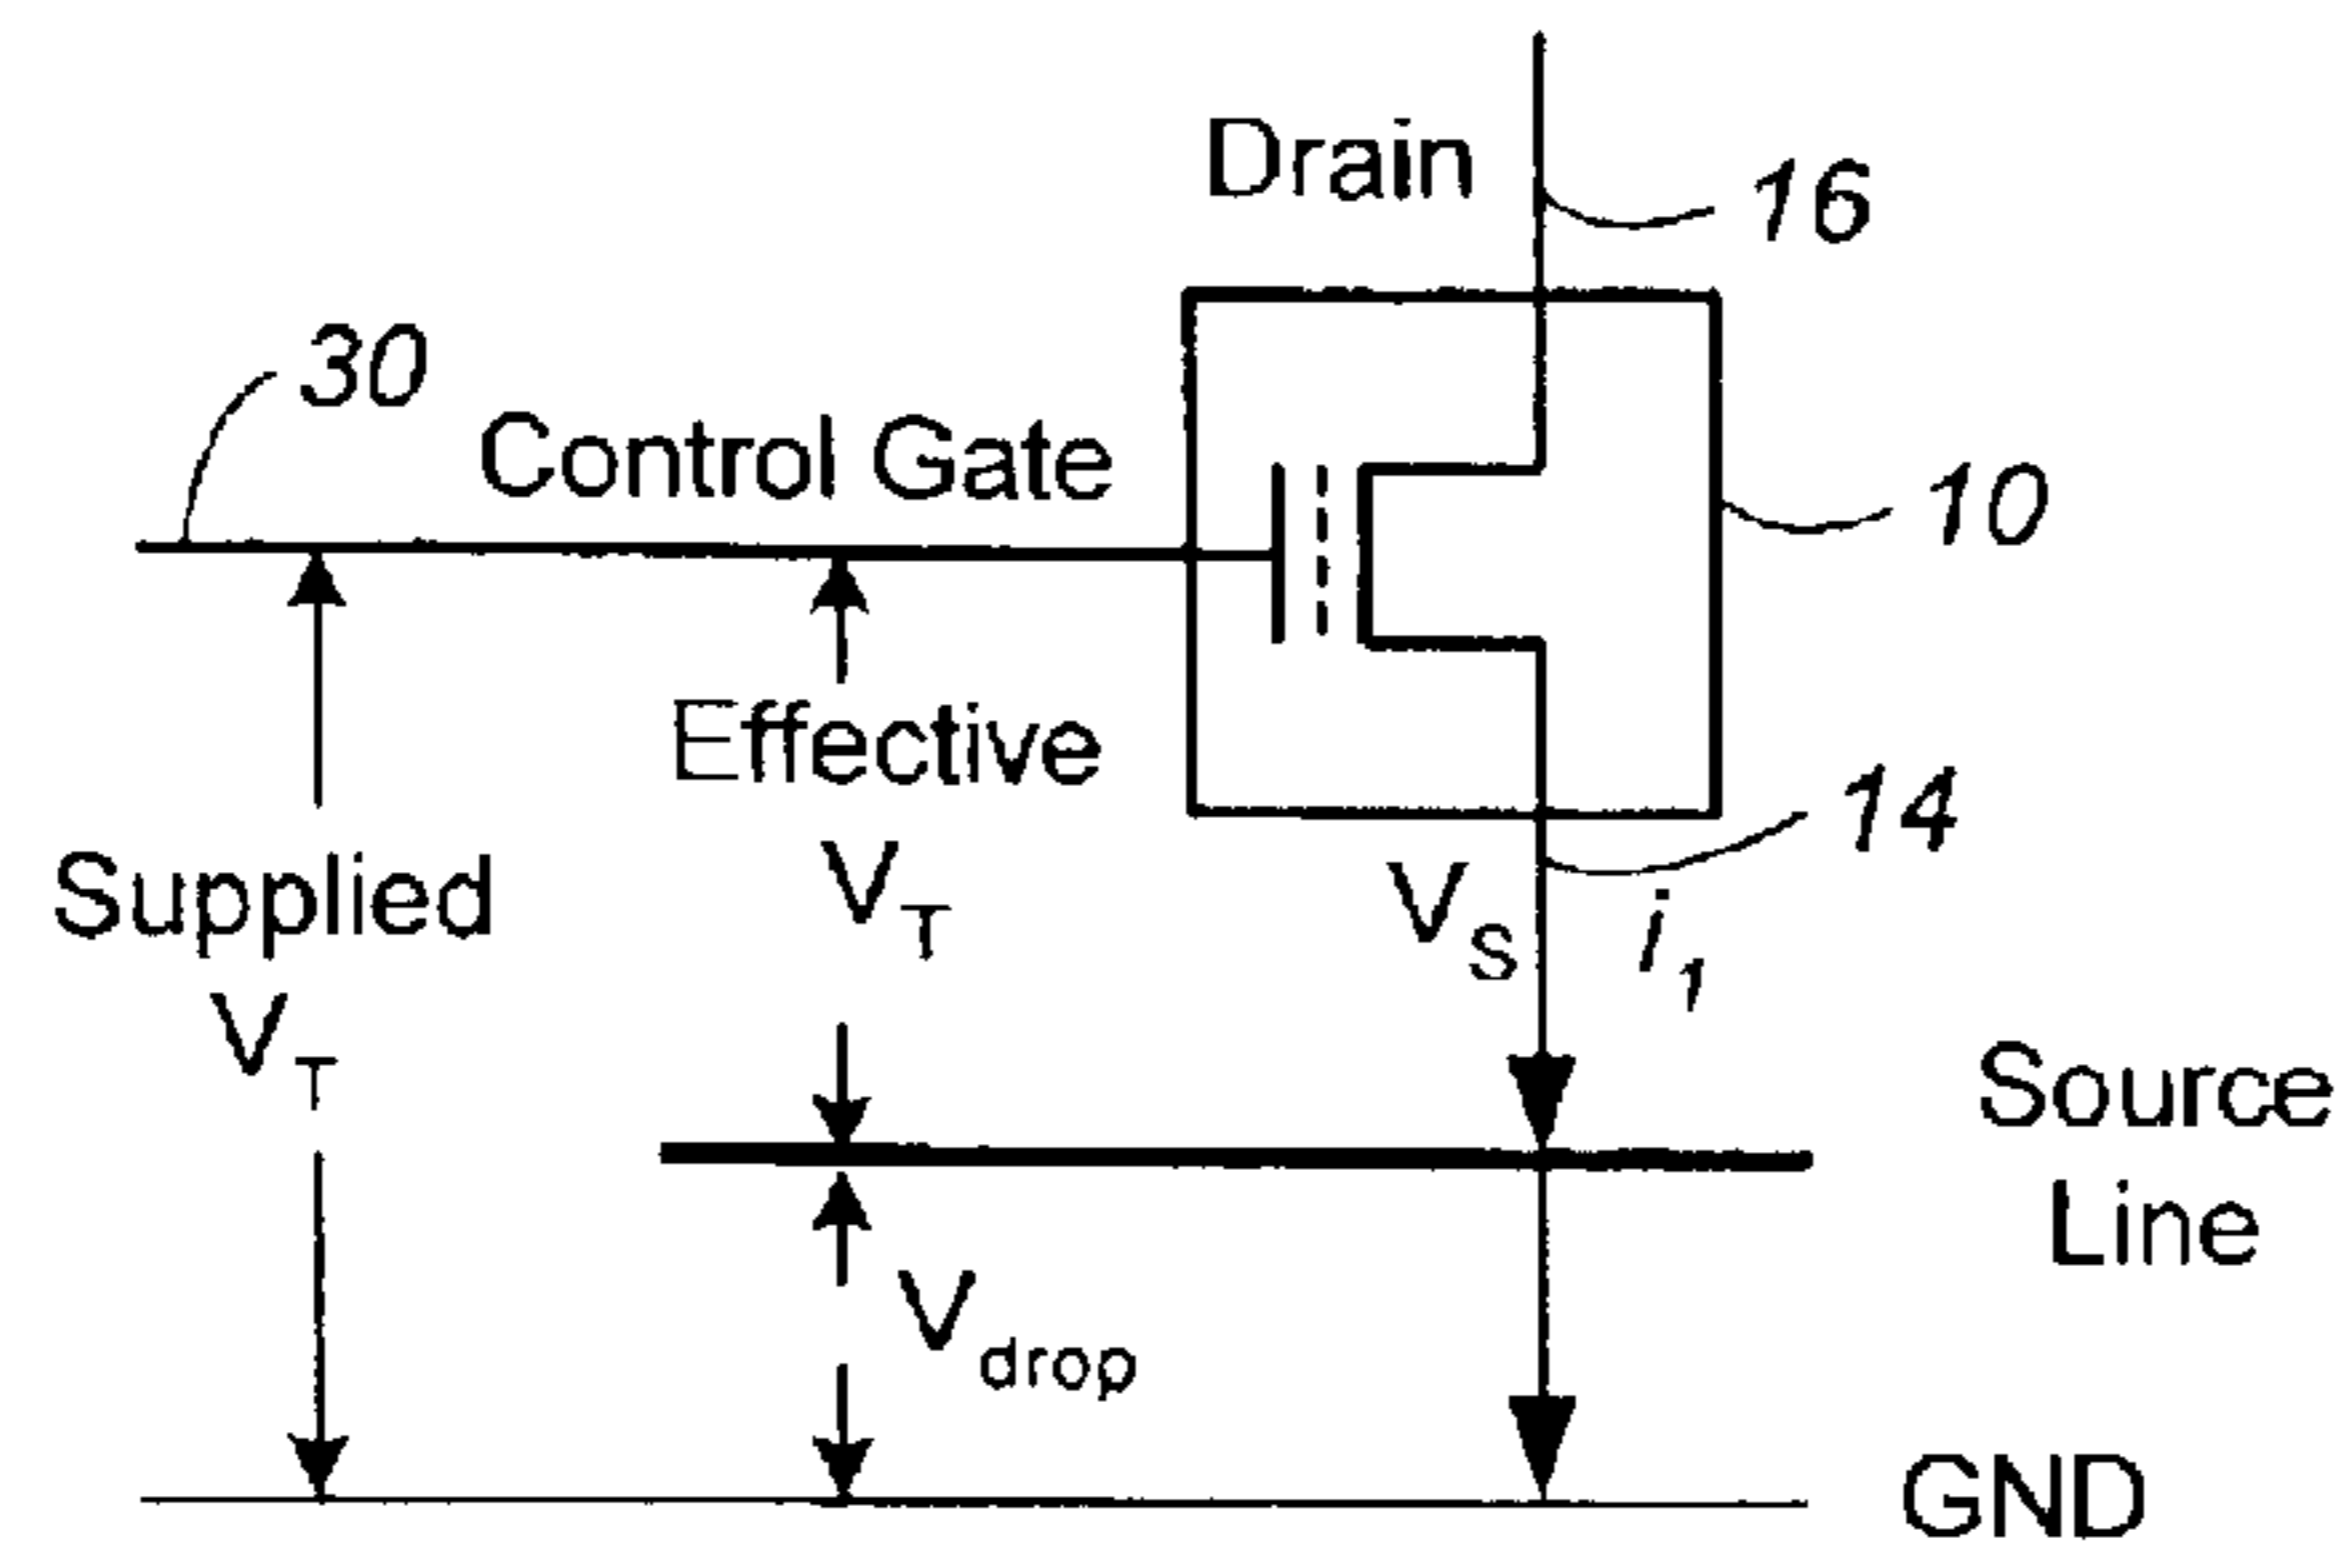 Drain
16
30
Control Gate
10
Effective
V_T
14
Supplied
V_T
V_S
i_1
Source
Line
V_drop
GND